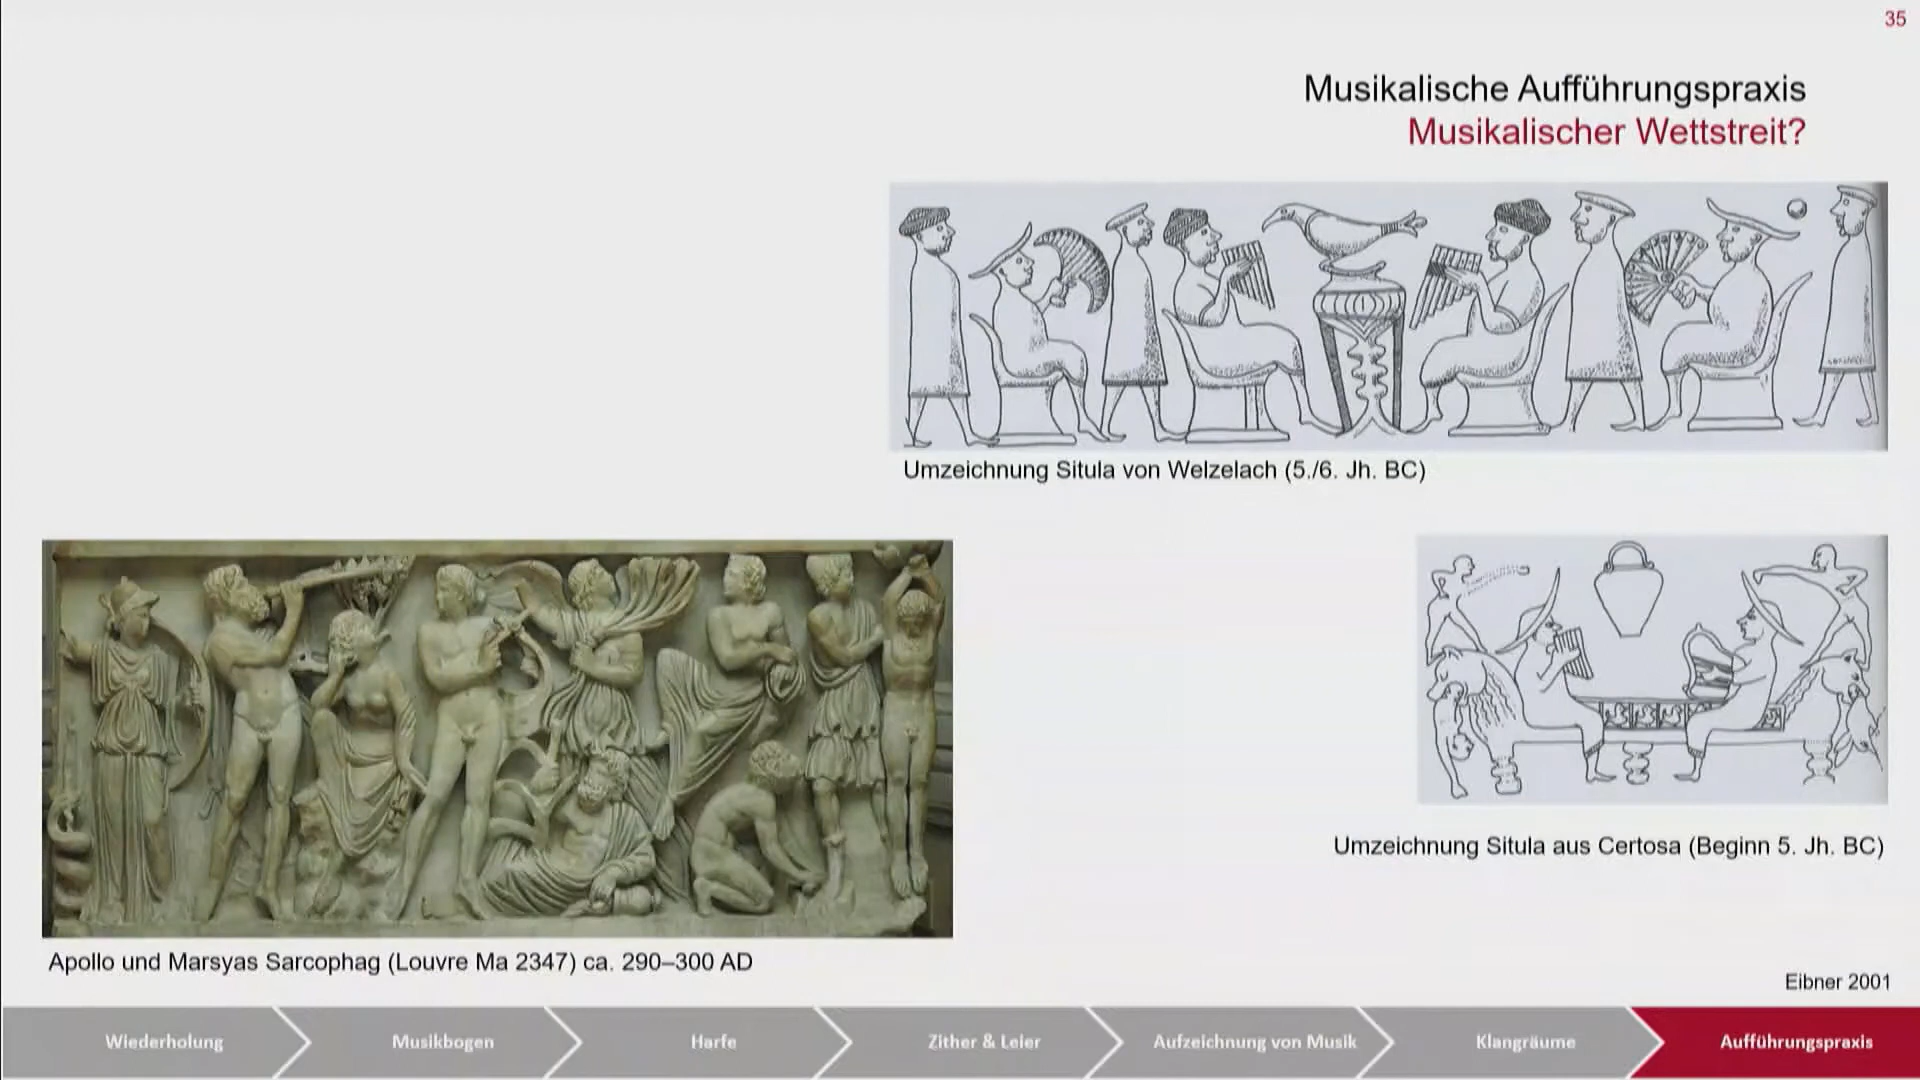 35
Musikalische Aufführungspraxis
Musikalischer Wettstreit?
Umzeichnung Situla von Welzelach (5./6. Jh. BC)
Umzeichnung Situla aus Certosa (Beginn 5. Jh. BC)
Apollo und Marsyas Sarcophag (Louvre Ma 2347) ca. 290–300 AD
Eibner 2001
Wiederholung
Musikbogen
Harfe
Zither & Leier
Aufzeichnung von Musik
Klangräume
Aufführungspraxis